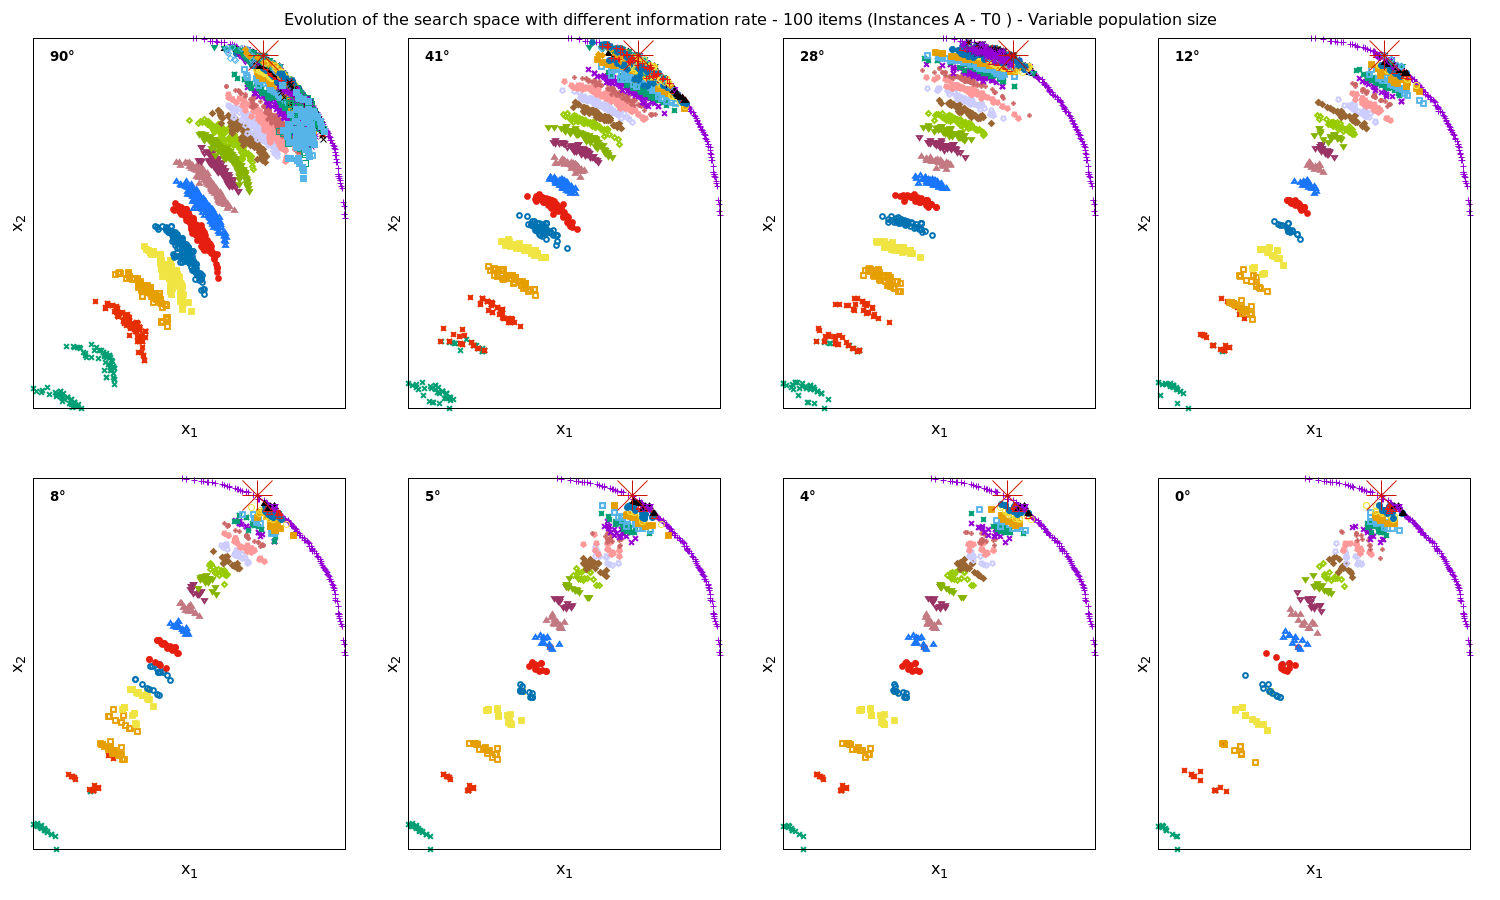 Evolution of the search space with different information rate - 100 items (Instances A - T0 ) - Variable population size
90°
41°
28°
12°
x₂
x₂
x₂
x₂
x₁
x₁
x₁
x₁
8°
5°
4°
0°
x₂
x₂
x₂
x₂
x₁
x₁
x₁
x₁